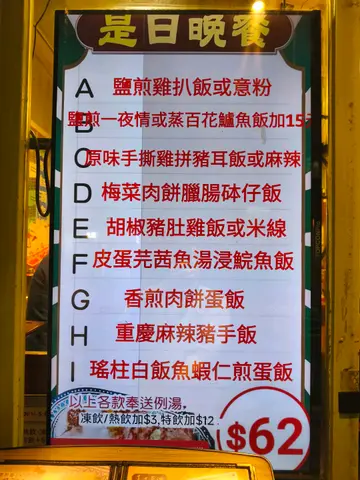 是日晚餐
A 鹽煎雞扒飯或意粉
B 鹽煎一夜情或蒸百花鱸魚飯加15元
C 原味手撕雞拼豬耳飯或麻辣
D 梅菜肉餅臘腸砵仔飯
E 胡椒豬肚雞飯或米線
F 皮蛋芫茜魚湯浸鯇魚飯
G 香煎肉餅蛋飯
H 重慶麻辣豬手飯
I 瑤柱白飯魚蝦仁煎蛋飯
以上各款奉送例湯,
凍飲/熱飲加$3,特飲加$12
$62